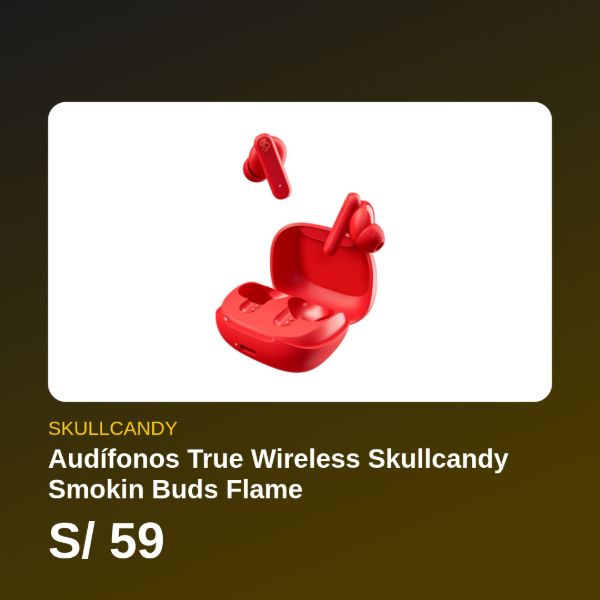 SKULLCANDY
Audífonos True Wireless Skullcandy
Smokin Buds Flame
S/ 59